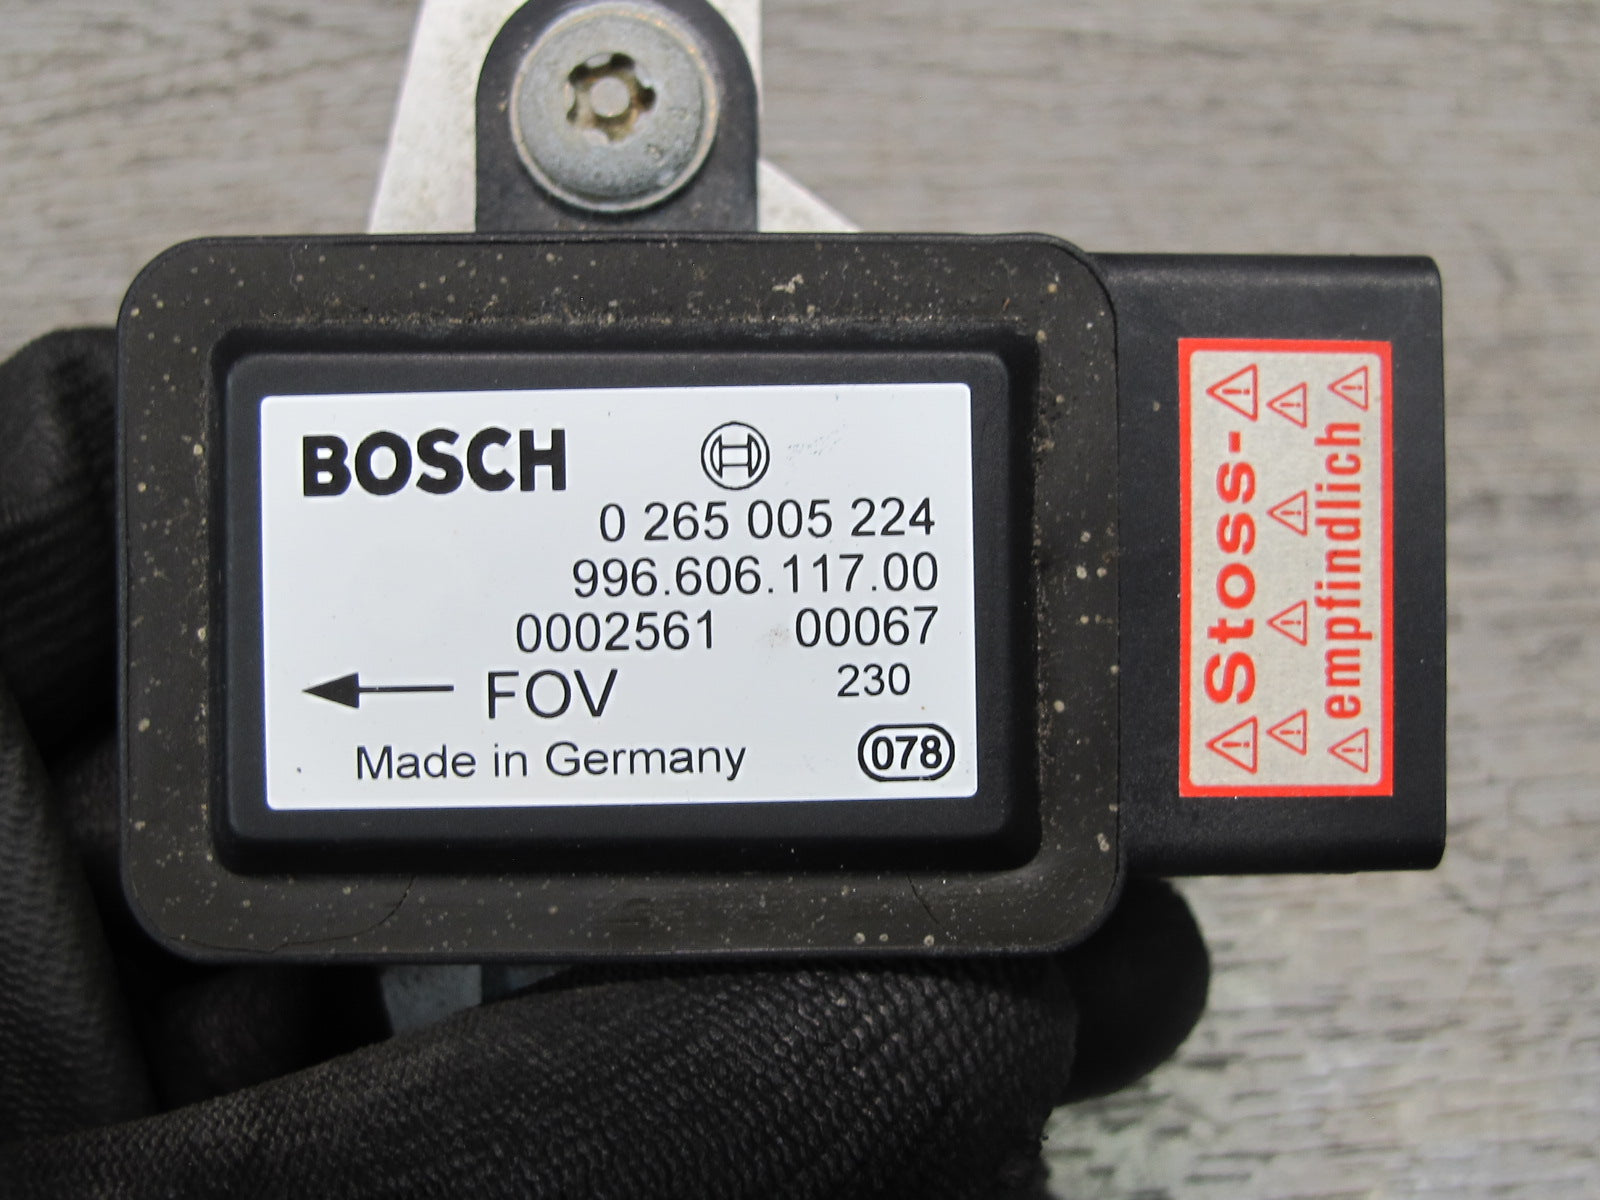 BOSCH
0 265 005 224
996.606.117.00
0002561 00067
FOV 230
Made in Germany 078
Stoss-
empfindlich